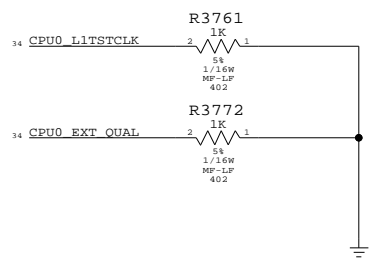 R3761
1K
34 CPU0_L1TSTCLK 2 1
5%
1/16W
MF-LF
402
R3772
1K
34 CPU0_EXT_QUAL 2 1
5%
1/16W
MF-LF
402